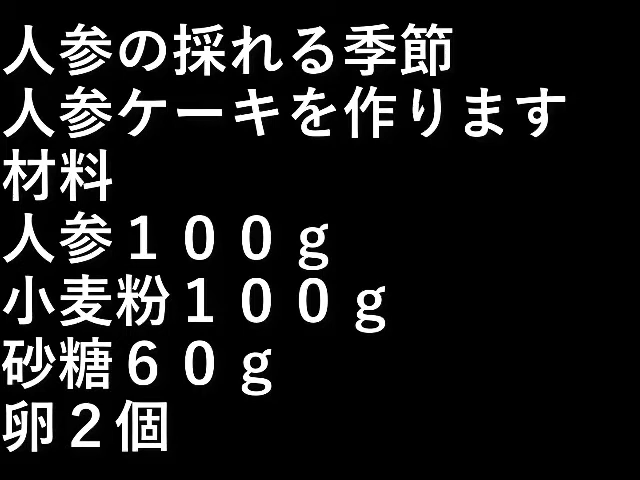 人参の採れる季節
人参ケーキを作ります
材料
人参１００ｇ
小麦粉１００ｇ
砂糖６０ｇ
卵２個